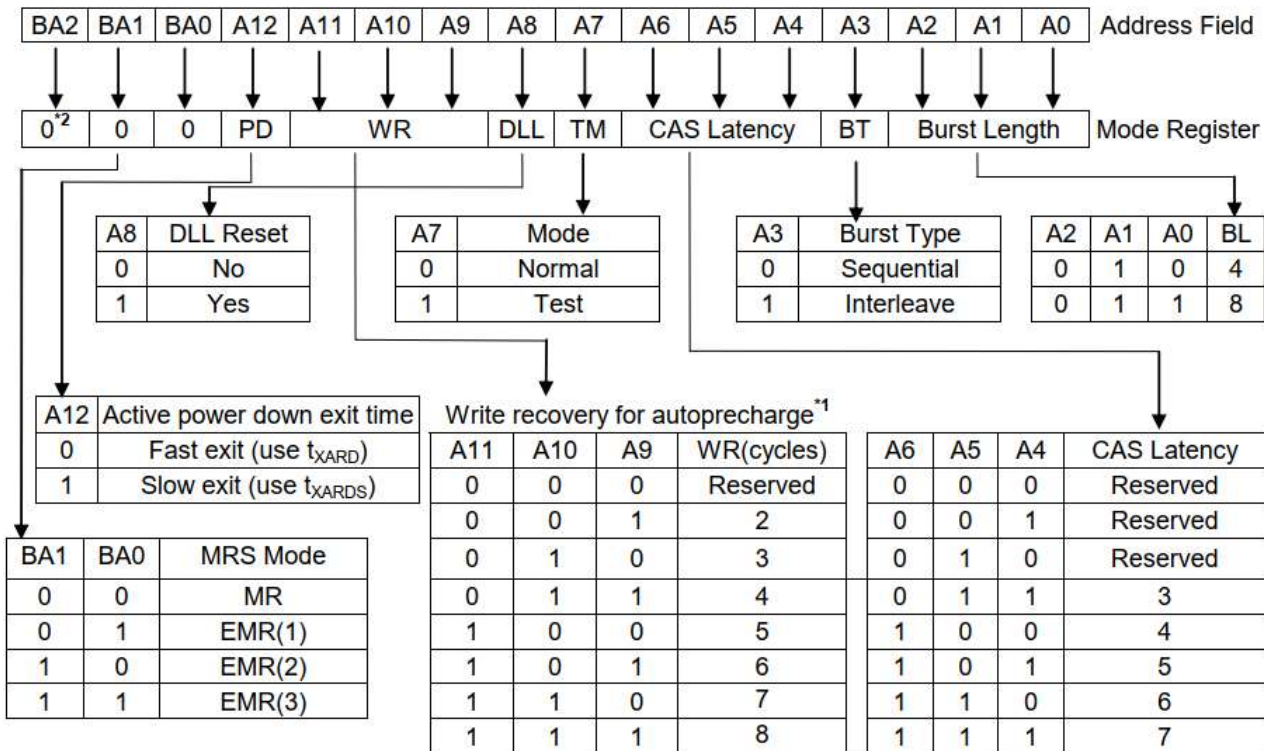 BA2 BA1 BA0 A12 A11 A10 A9 A8 A7 A6 A5 A4 A3 A2 A1 A0 Address Field
0*2 0 0 PD WR DLL TM CAS Latency BT Burst Length Mode Register
A8 DLL Reset
0 No
1 Yes
A7 Mode
0 Normal
1 Test
A3 Burst Type
0 Sequential
1 Interleave
A2 A1 A0 BL
0 1 0 4
0 1 1 8
A12 Active power down exit time
0 Fast exit (use tXARD)
1 Slow exit (use tXARDS)
BA1 BA0 MRS Mode
0 0 MR
0 1 EMR(1)
1 0 EMR(2)
1 1 EMR(3)
Write recovery for autoprecharge*1
A11 A10 A9 WR(cycles)
0 0 0 Reserved
0 0 1 2
0 1 0 3
0 1 1 4
1 0 0 5
1 0 1 6
1 1 0 7
1 1 1 8
A6 A5 A4 CAS Latency
0 0 0 Reserved
0 0 1 Reserved
0 1 0 Reserved
0 1 1 3
1 0 0 4
1 0 1 5
1 1 0 6
1 1 1 7